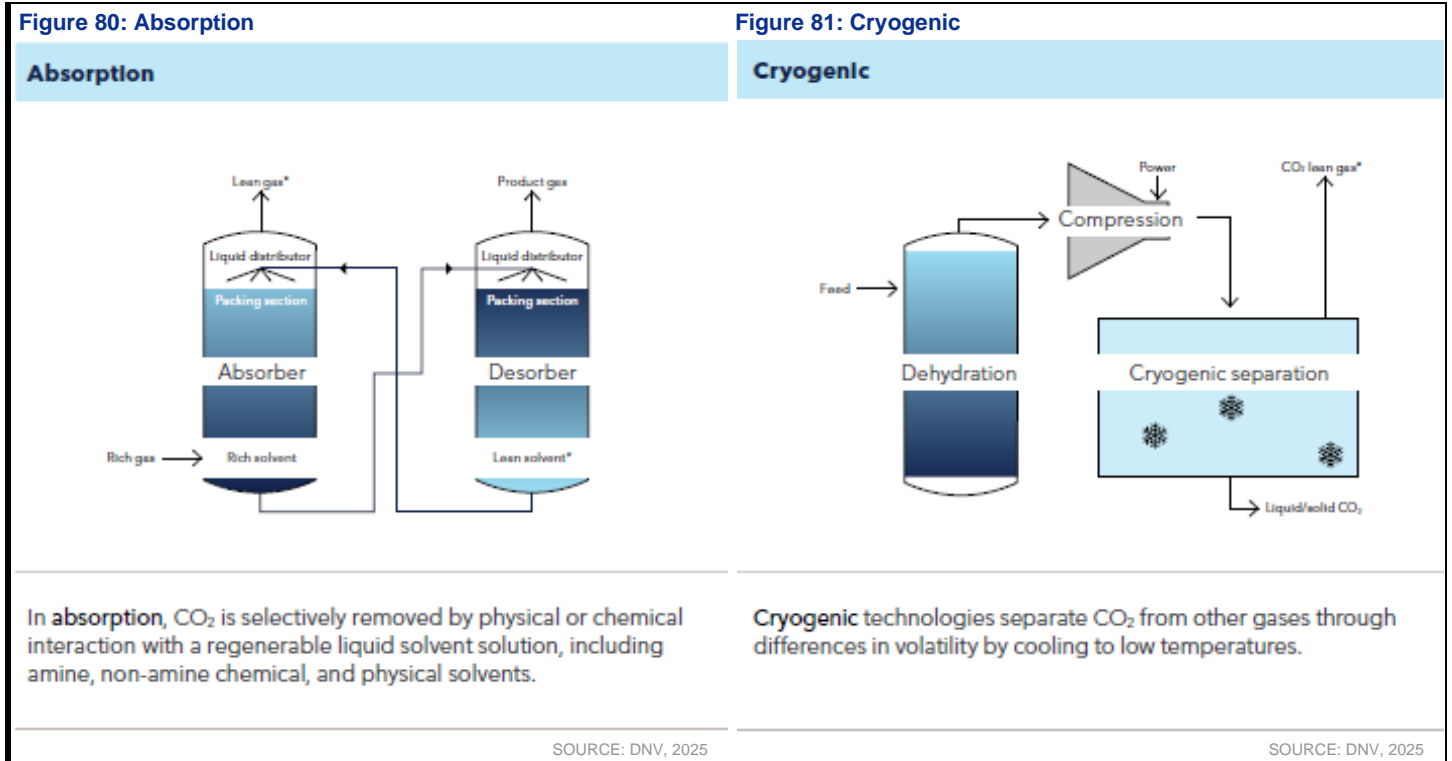 Figure 80: Absorption
Absorption
Lean gas*
Product gas
Liquid distributor
Liquid distributor
Packing section
Packing section
Absorber
Desorber
Rich gas
Rich solvent
Lean solvent*
In absorption, CO₂ is selectively removed by physical or chemical
interaction with a regenerable liquid solvent solution, including
amine, non-amine chemical, and physical solvents.
SOURCE: DNV, 2025
Figure 81: Cryogenic
Cryogenic
Power
CO₂ lean gas*
Compression
Feed
Dehydration
Cryogenic separation
Liquid/solid CO₂
Cryogenic technologies separate CO₂ from other gases through
differences in volatility by cooling to low temperatures.
SOURCE: DNV, 2025